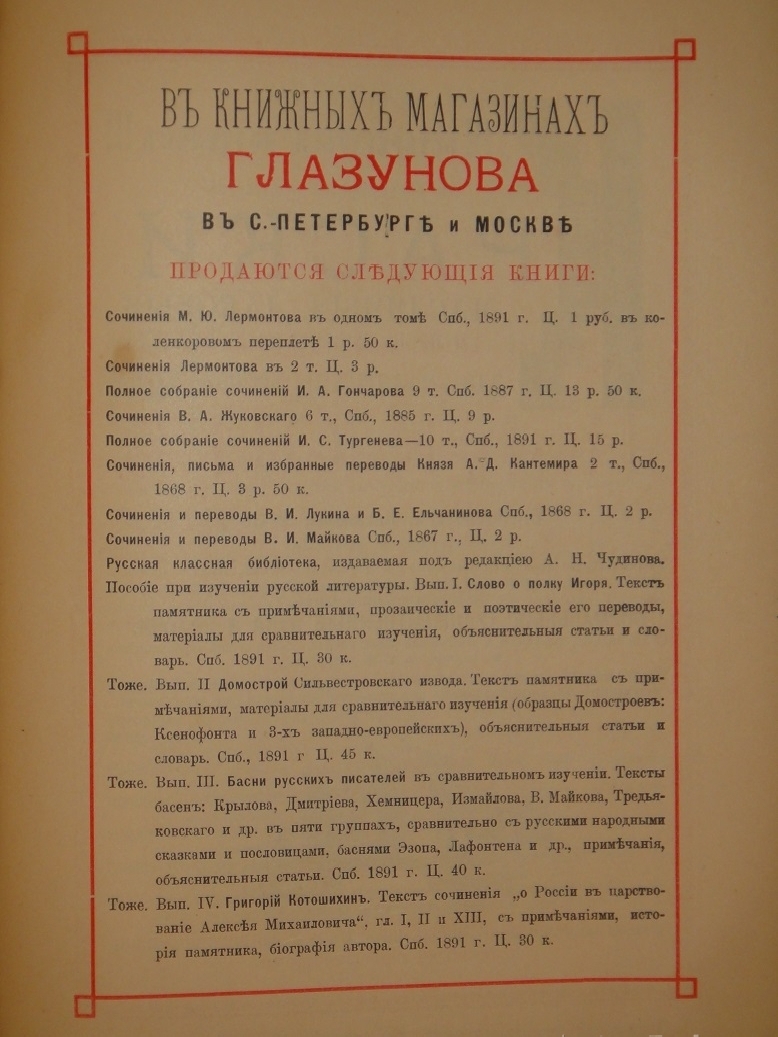 ВЪ КНИЖНЫХЪ МАГАЗИНАХЪ
ГЛАЗУНОВА
ВЪ С.-ПЕТЕРБУРГѢ и МОСКВѢ
ПРОДАЮТСЯ СЛѢДУЮЩІЯ КНИГИ:
Сочиненія М. Ю. Лермонтова въ одномъ томѣ Спб., 1891 г. Ц. 1 руб. въ ко-
ленкоровомъ переплетѣ 1 р. 50 к.
Сочиненія Лермонтова въ 2 т. Ц. 3 р.
Полное собраніе сочиненій И. А. Гончарова 9 т. Спб. 1887 г. Ц. 13 р. 50 к.
Сочиненія В. А. Жуковскаго 6 т., Спб., 1885 г. Ц. 9 р.
Полное собраніе сочиненій И. С. Тургенева—10 т., Спб., 1891 г. Ц. 15 р.
Сочиненія, письма и избранные переводы Князя А. Д. Кантемира 2 т., Спб.,
1868 г. Ц. 3 р. 50 к.
Сочиненія и переводы В. И. Лукина и Б. Е. Ельчанинова Спб., 1868 г. Ц. 2 р.
Сочиненія и переводы В. И. Майкова Спб., 1867 г., Ц. 2 р.
Русская классная библіотека, издаваемая подъ редакціею А. Н. Чудинова.
Пособіе при изученіи русской литературы. Вып. I. Слово о полку Игоря. Текстъ
памятника съ примѣчаніями, прозаическіе и поэтическіе его переводы,
матеріалы для сравнительнаго изученія, объяснительныя статьи и сло-
варь. Спб. 1891 г. Ц. 30 к.
Тоже. Вып. II Домострой Сильвестровскаго извода. Текстъ памятника съ при-
мѣчаніями, матеріалы для сравнительнаго изученія (образцы Домостроевъ:
Ксенофонта и 3-хъ западно-европейскихъ), объяснительныя статьи и
словарь. Спб., 1891 г Ц. 45 к.
Тоже. Вып. III. Басни русскихъ писателей въ сравнительномъ изученіи. Тексты
басенъ: Крылова, Дмитріева, Хемницера, Измайлова, В. Майкова, Тредья-
ковскаго и др. въ пяти группахъ, сравнительно съ русскими народными
сказками и пословицами, баснями Эзопа, Лафонтена и др., примѣчанія,
объяснительныя статьи. Спб. 1891 г. Ц. 40 к.
Тоже. Вып. IV. Григорій Котошихинъ. Текстъ сочиненія „о Россіи въ царство-
ваніе Алексѣя Михаиловича“, гл. I, II и XIII, съ примѣчаніями, исто-
рія памятника, біографія автора. Спб. 1891 г. Ц. 30 к.